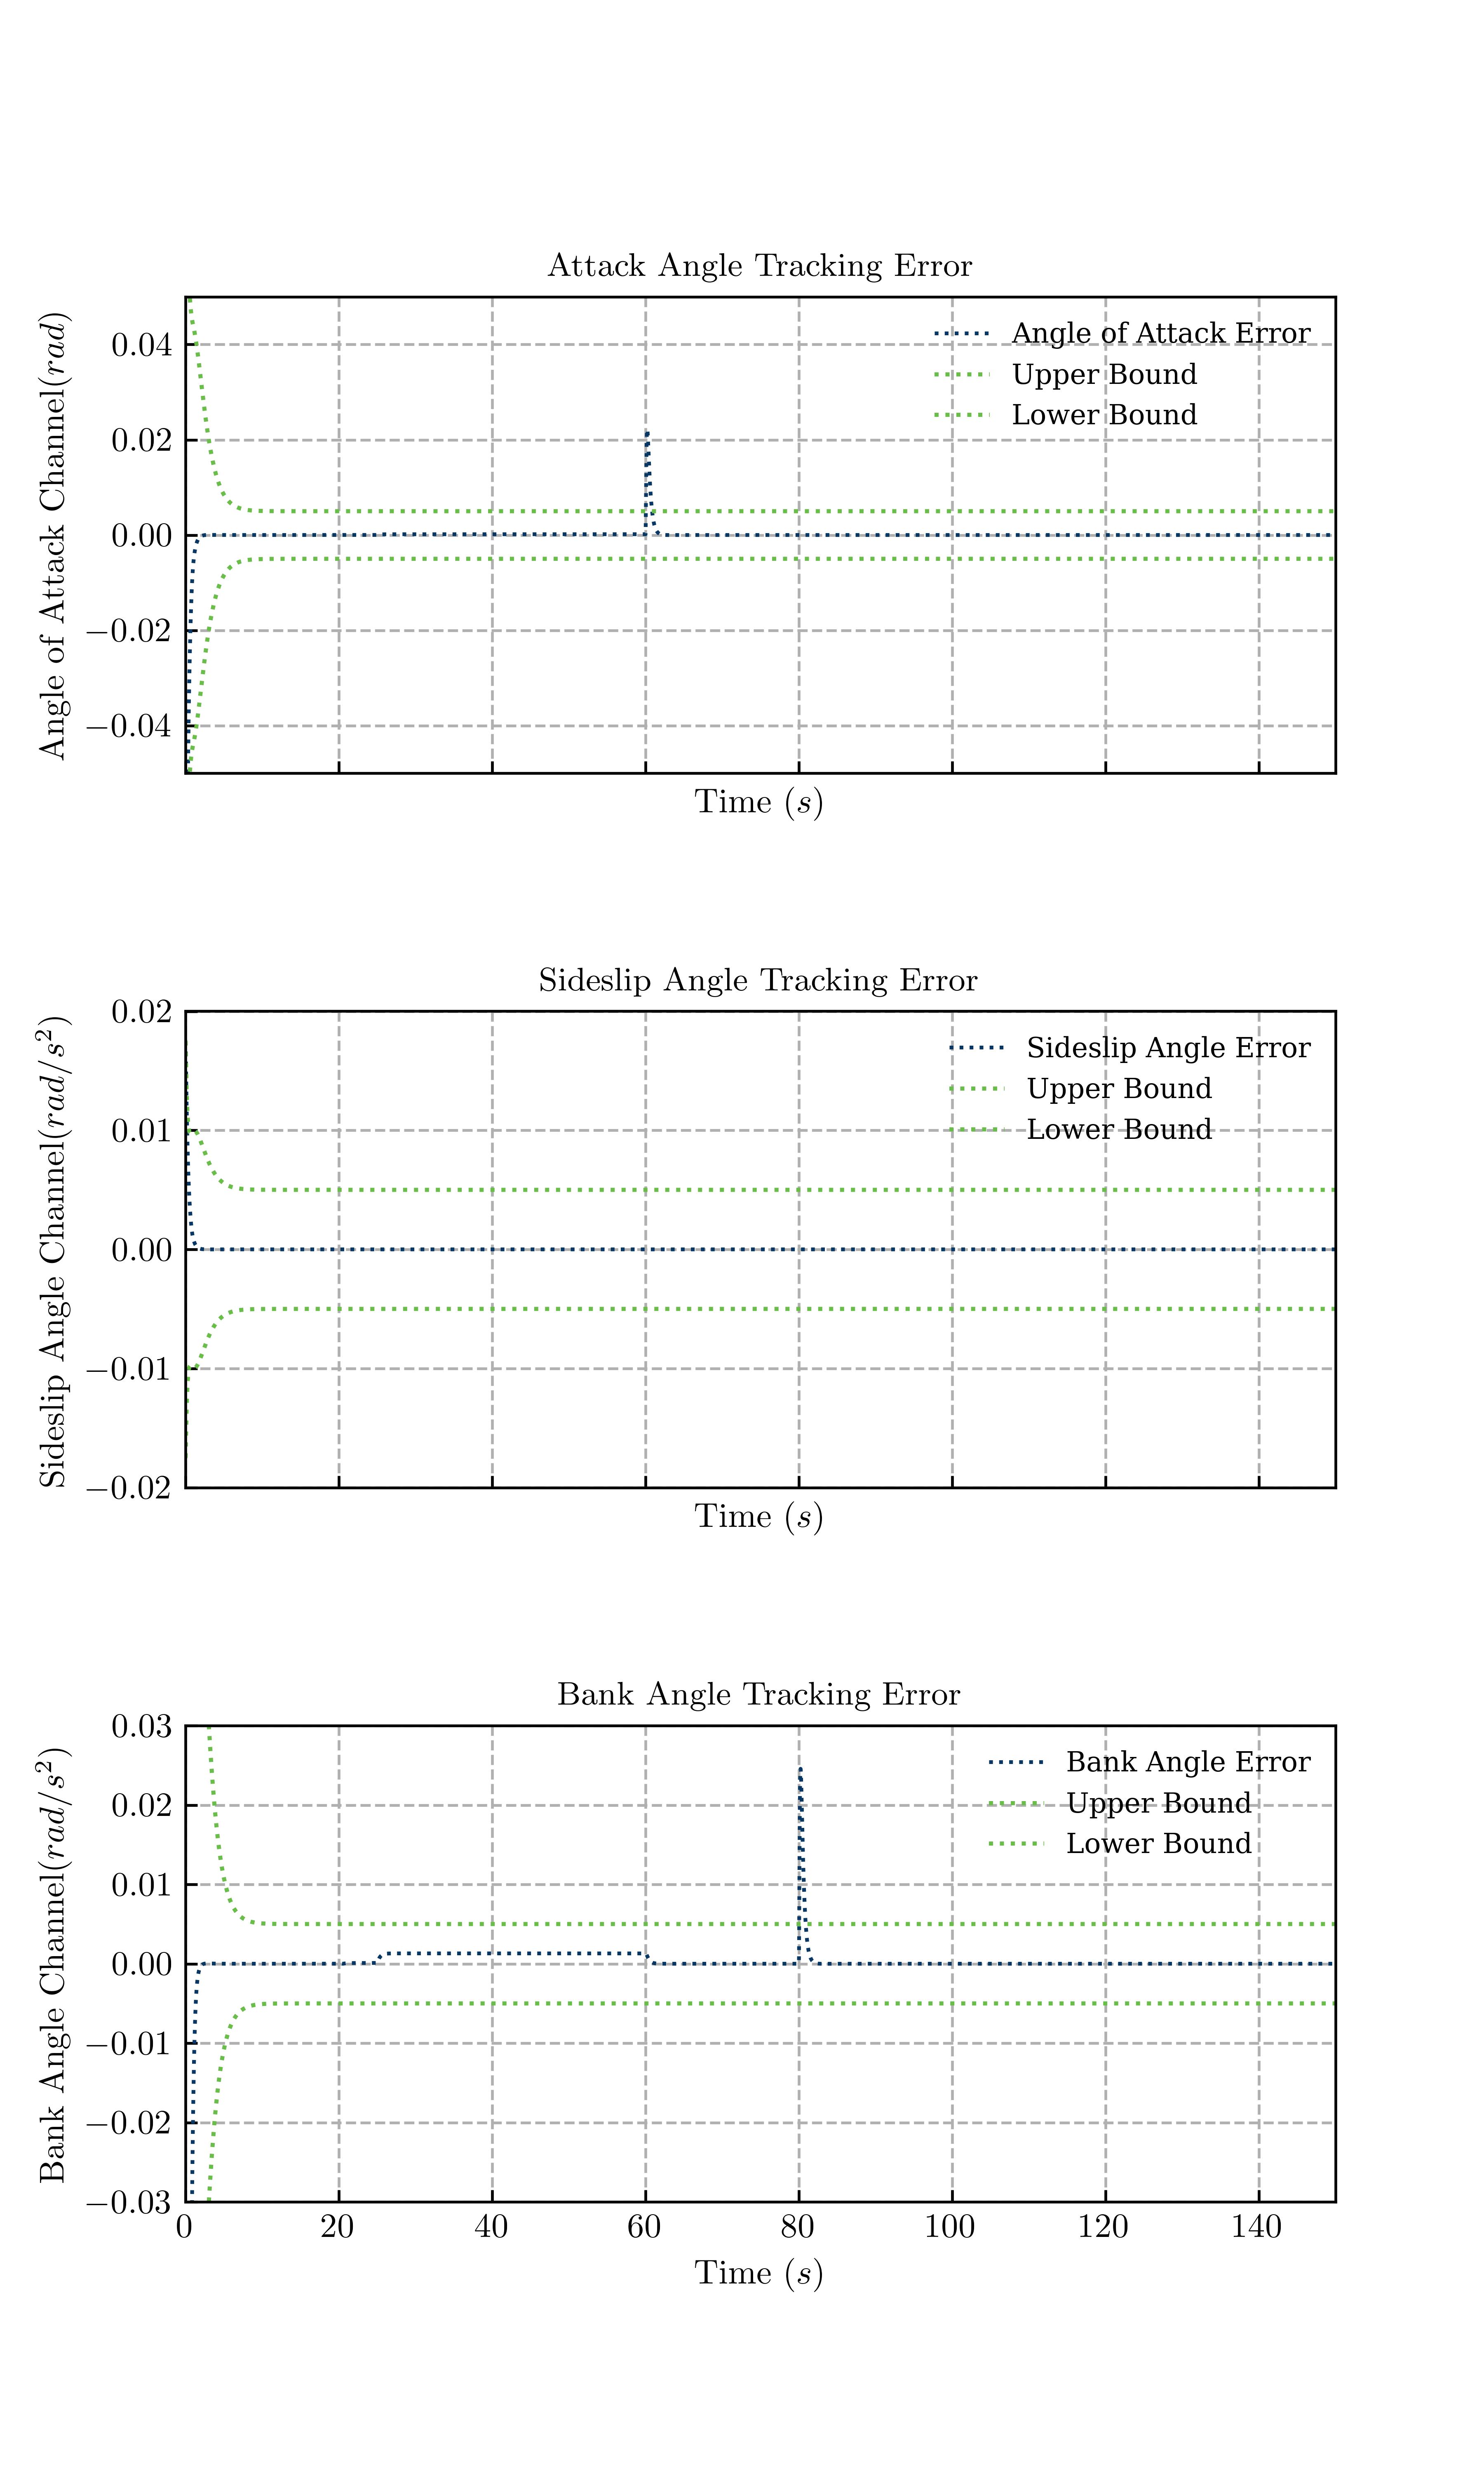 Attack Angle Tracking Error
Angle of Attack Channel(rad)
0.04
0.02
0.00
−0.02
−0.04
Angle of Attack Error
Upper Bound
Lower Bound
Time (s)
Sideslip Angle Tracking Error
Sideslip Angle Channel(rad/s²)
0.02
0.01
0.00
−0.01
−0.02
Sideslip Angle Error
Upper Bound
Lower Bound
Time (s)
Bank Angle Tracking Error
Bank Angle Channel(rad/s²)
0.03
0.02
0.01
0.00
−0.01
−0.02
−0.03
Bank Angle Error
Upper Bound
Lower Bound
0 20 40 60 80 100 120 140
Time (s)